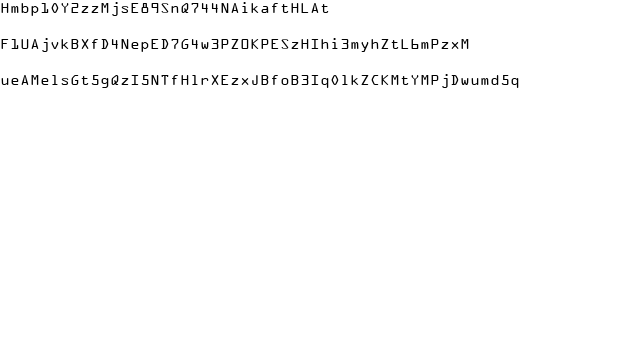 Hmbp10Y2zzMjsE89SnQ744NAikaftHLAt
F1UAjvkBXfD4NepED7G4w3PZOKPESzHIhi3myhZtL6mPzxM
ueAMelsGt5gQzI5NTfHlrXEzxJBfoB3Iq0lkZCKMtYMPjDwumd5q